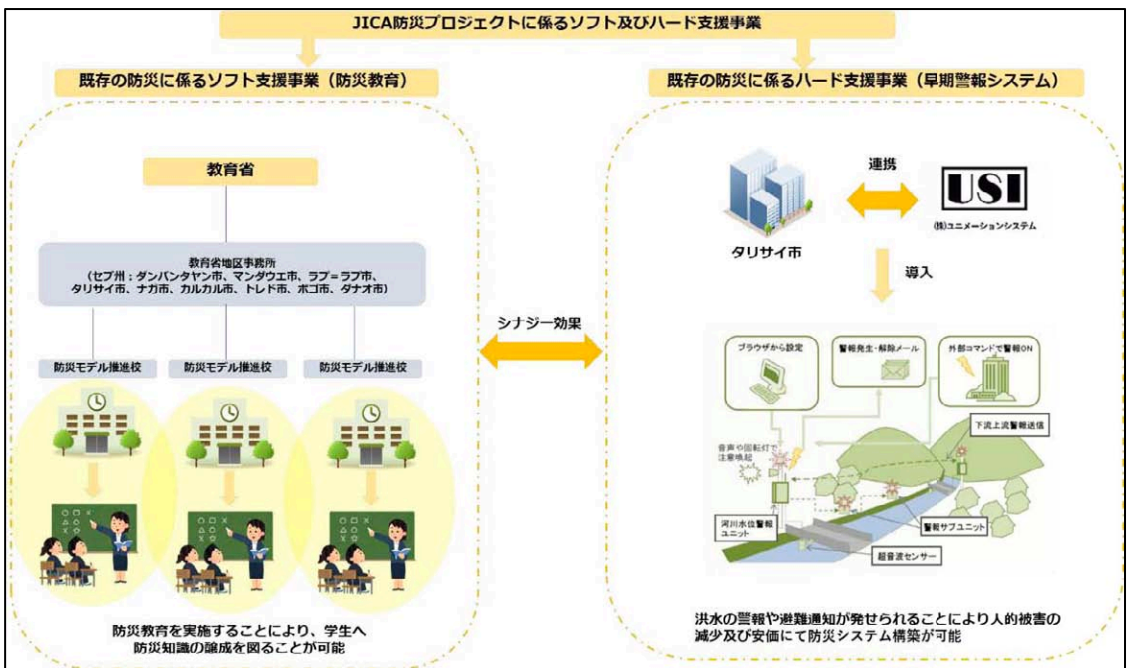 JICA防災プロジェクトに係るソフト及びハード支援事業
既存の防災に係るソフト支援事業（防災教育）
教育省
教育省地区事務所
（セブ州：ダンバンタヤン市、マンダウエ市、ラプ＝ラプ市、
タリサイ市、ナガ市、カルカル市、トレド市、ボゴ市、ダナオ市）
防災モデル推進校
防災モデル推進校
防災モデル推進校
防災教育を実施することにより、学生へ
防災知識の醸成を図ることが可能
シナジー効果
既存の防災に係るハード支援事業（早期警報システム）
連携
USI
タリサイ市
(株)ユニメーションシステム
導入
ブラウザから設定
警報発生・解除メール
外部コマンドで警報ON
下流上流警報送信
音声や回転灯で
注意喚起
河川水位警報
ユニット
警報サブユニット
超音波センサー
洪水の警報や避難通知が発せられることにより人的被害の
減少及び安価にて防災システム構築が可能